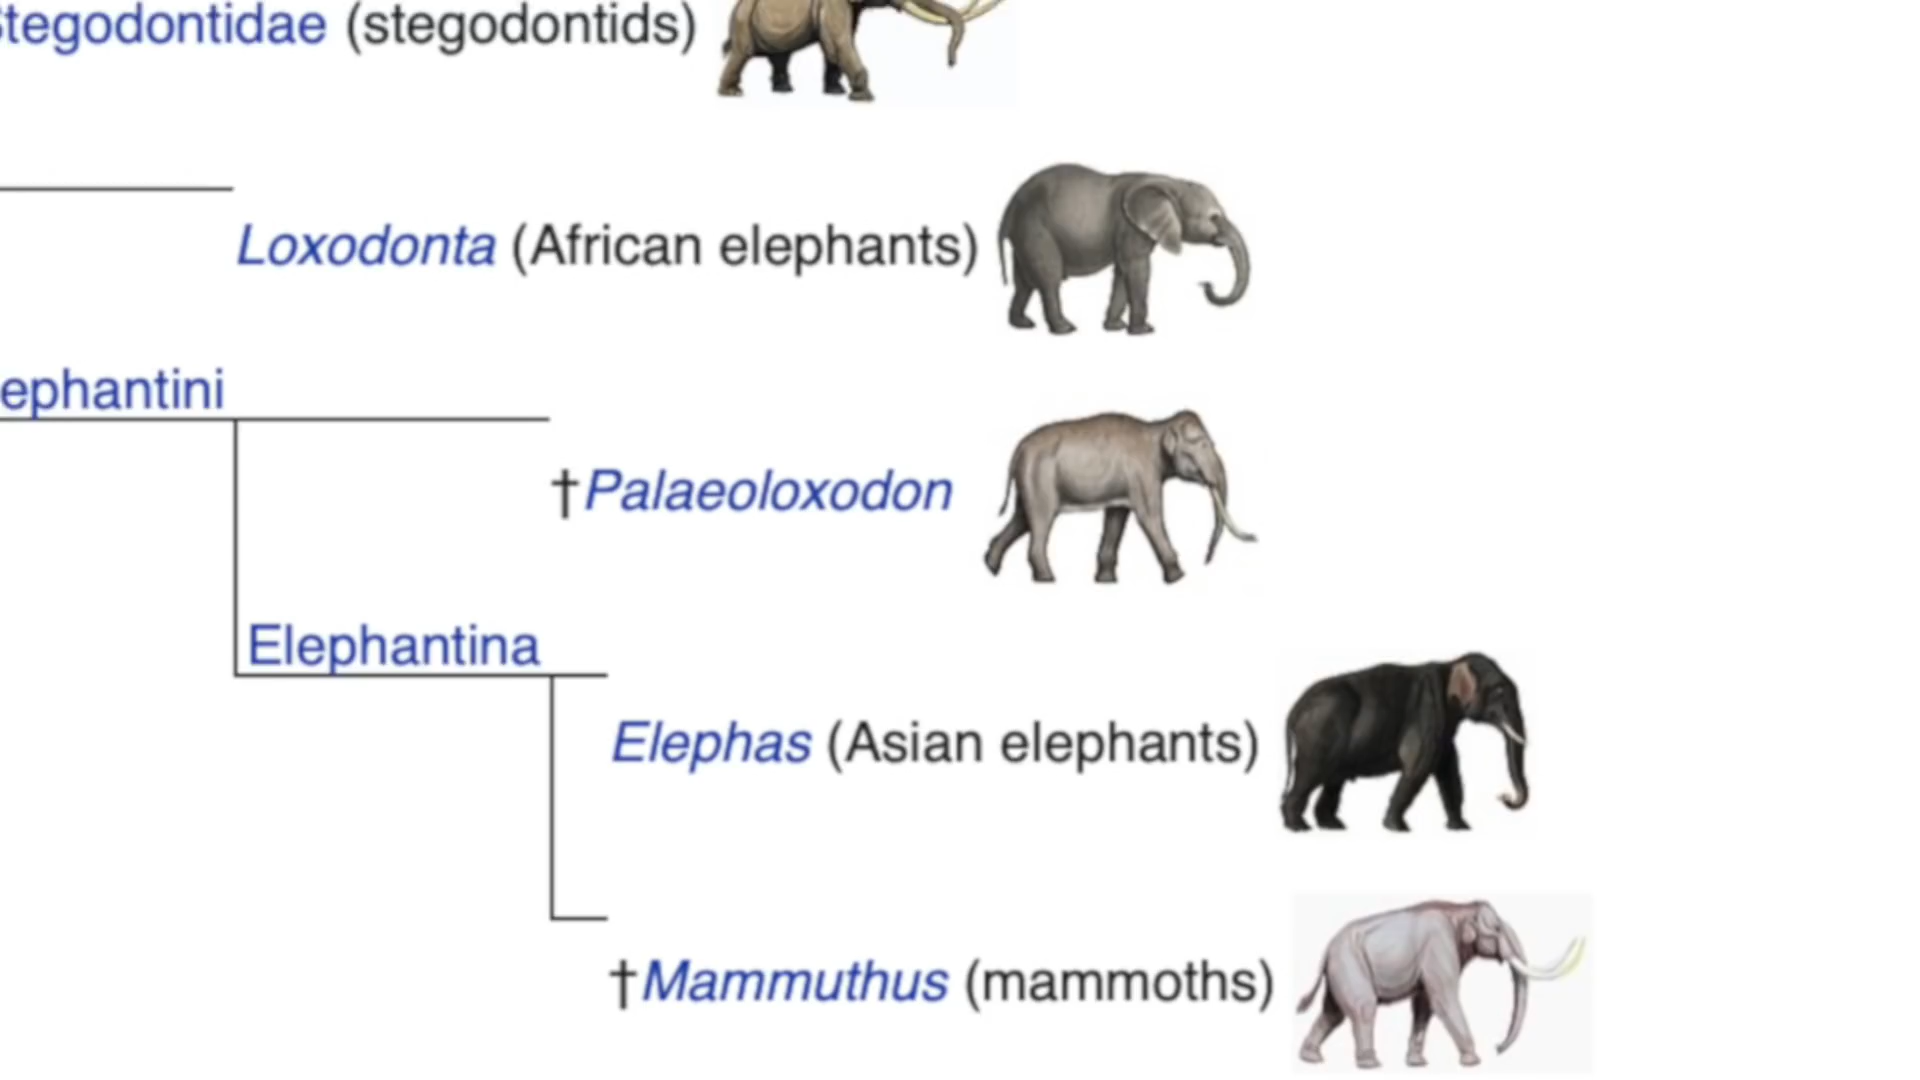 tegodontidae (stegodontids)
Loxodonta (African elephants)
ephantini
†Palaeoloxodon
Elephantina
Elephas (Asian elephants)
†Mammuthus (mammoths)